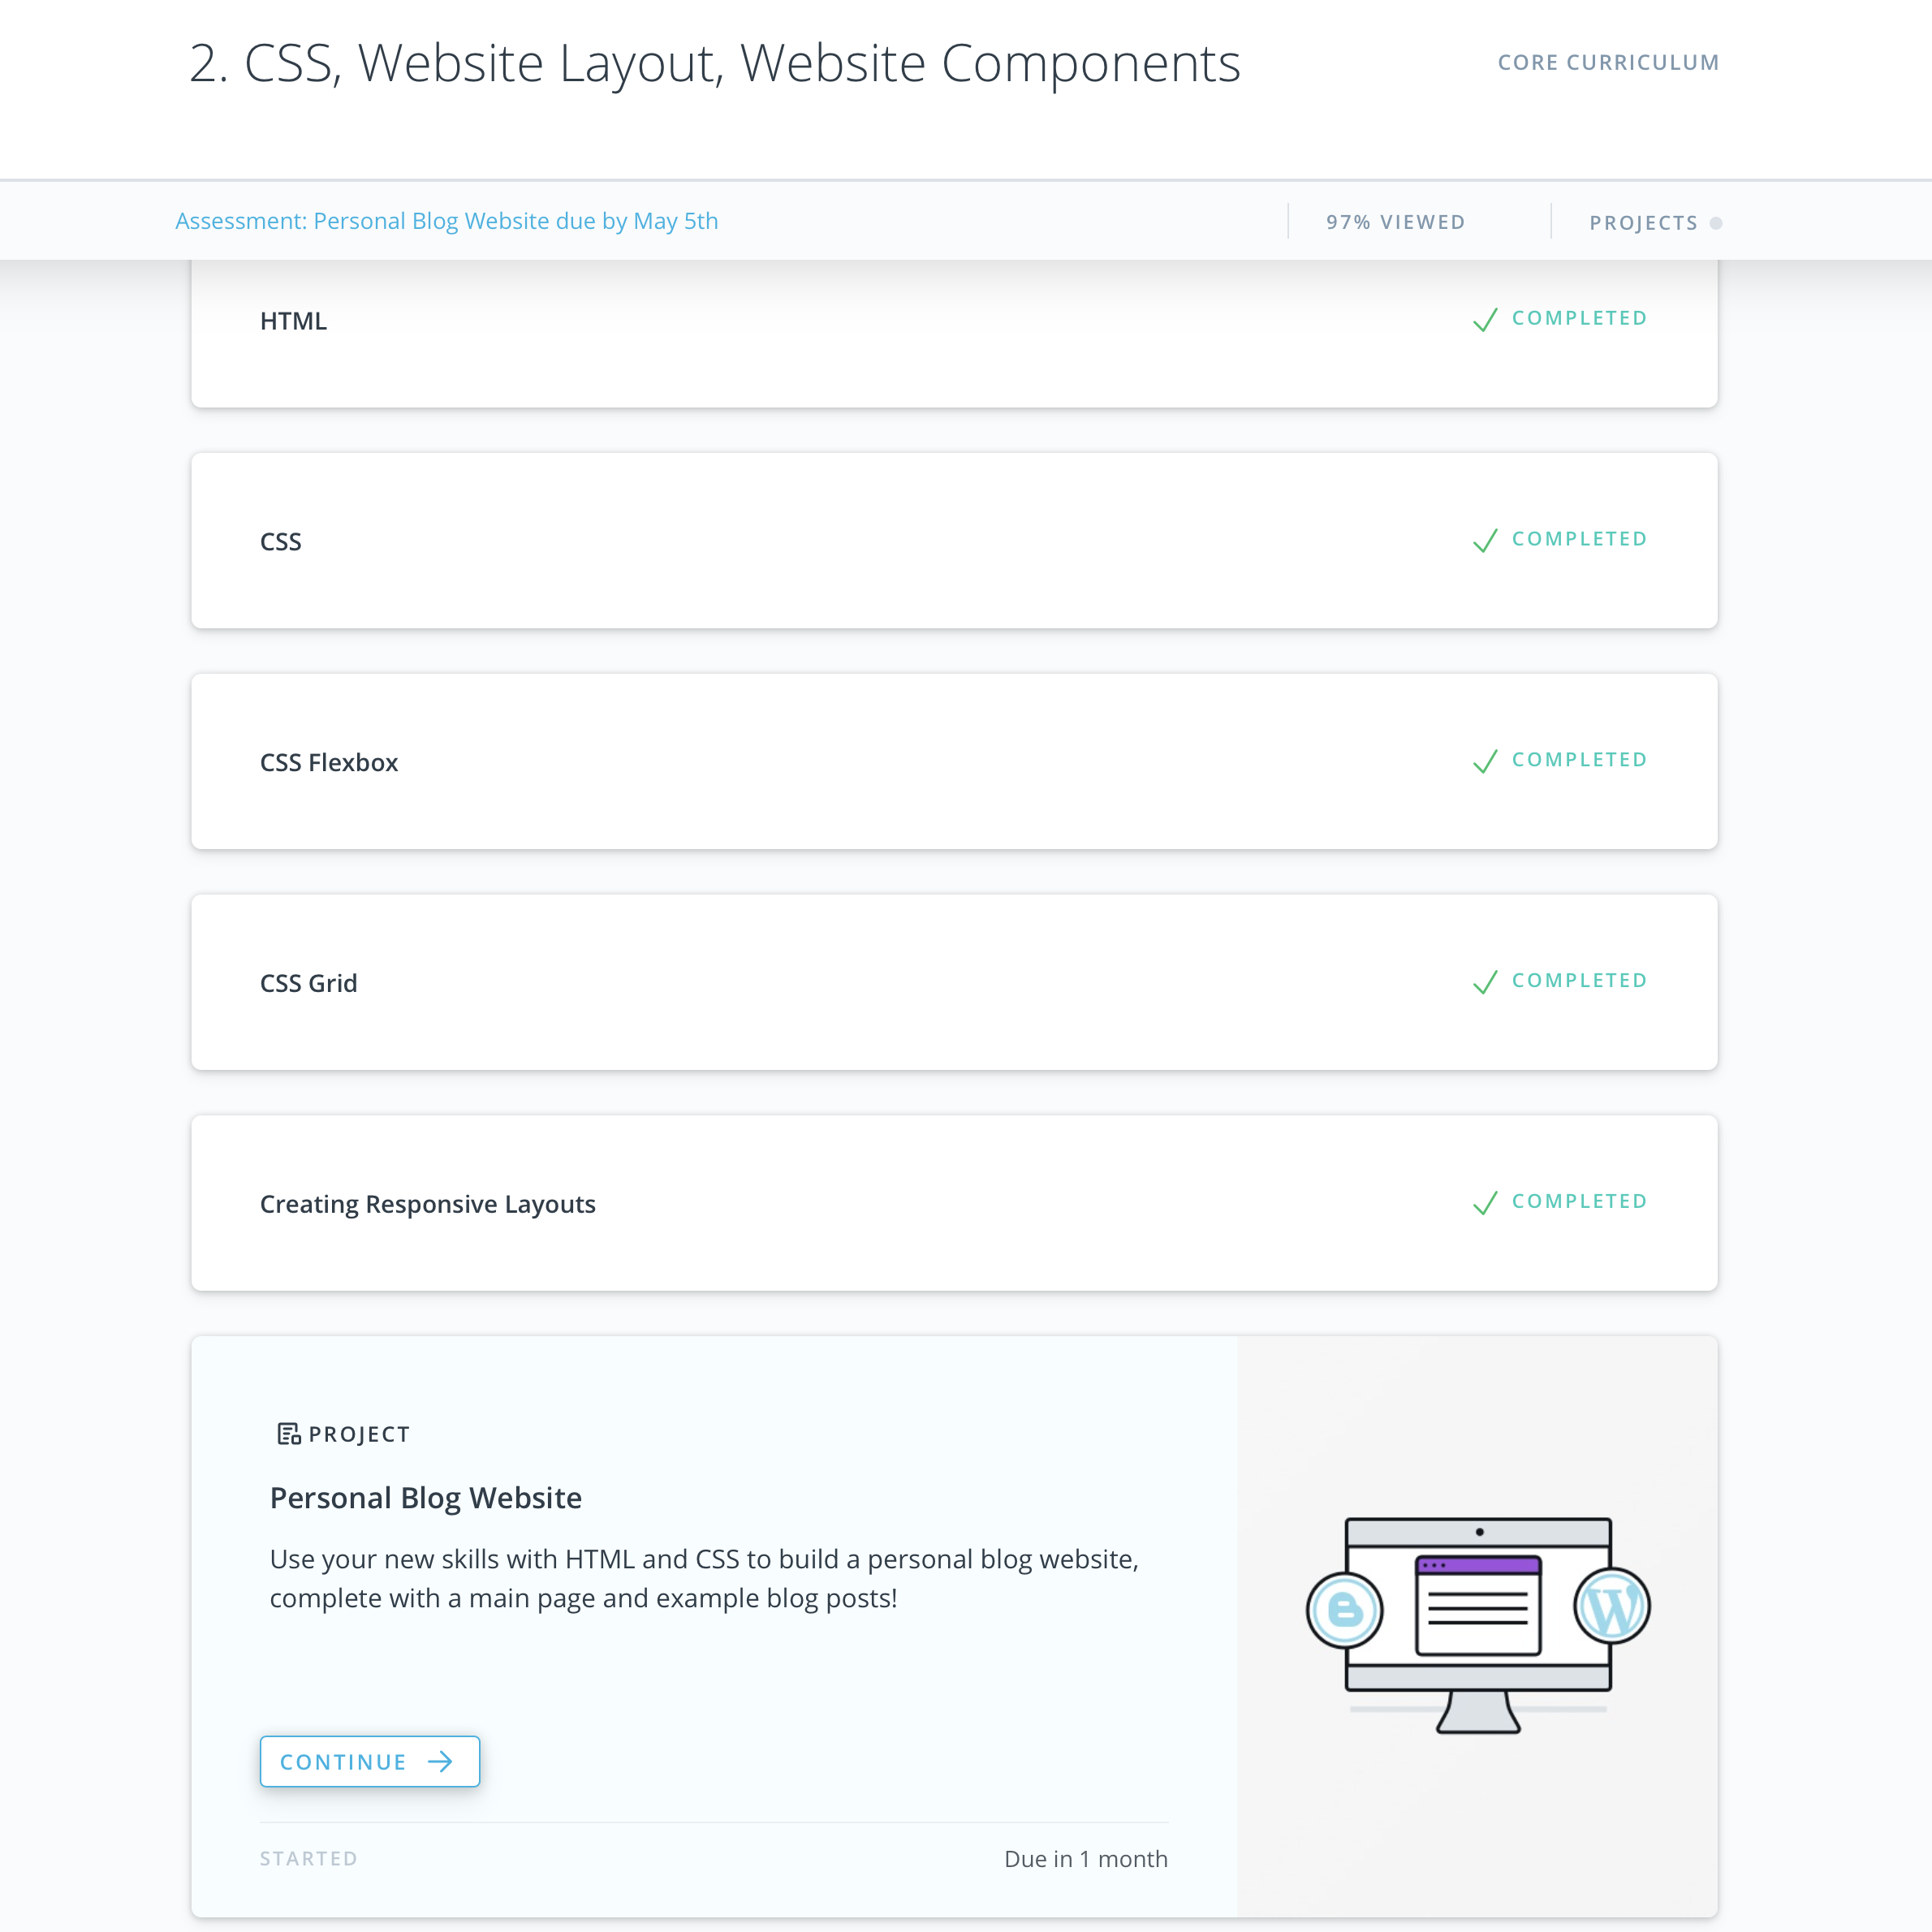 2. CSS, Website Layout, Website Components
CORE CURRICULUM
Assessment: Personal Blog Website due by May 5th
97% VIEWED
PROJECTS
HTML
COMPLETED
CSS
COMPLETED
CSS Flexbox
COMPLETED
CSS Grid
COMPLETED
Creating Responsive Layouts
COMPLETED
PROJECT
Personal Blog Website
Use your new skills with HTML and CSS to build a personal blog website,
complete with a main page and example blog posts!
CONTINUE
STARTED
Due in 1 month